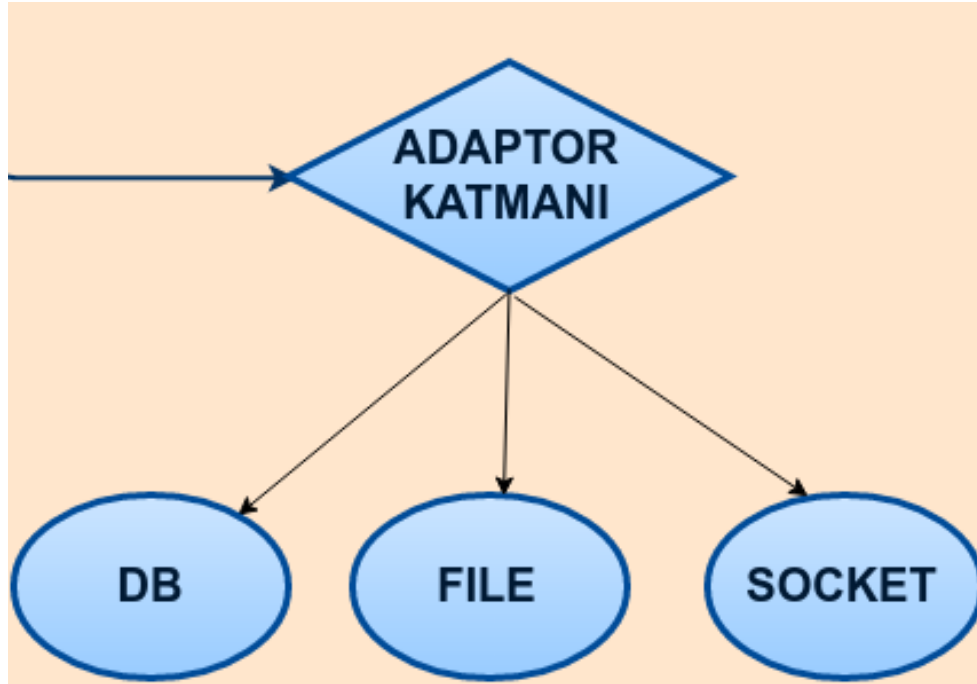 ADAPTOR
KATMANI
DB
FILE
SOCKET